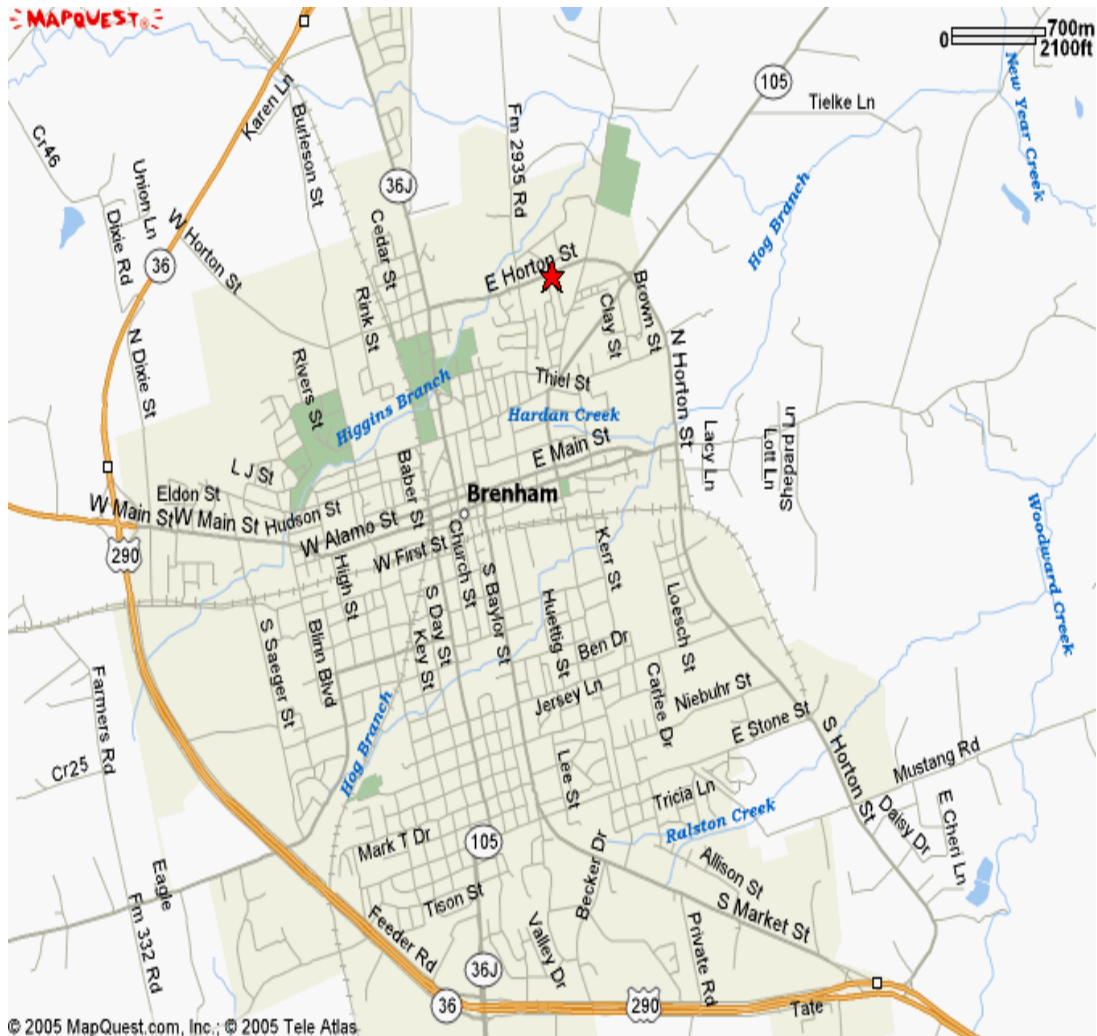 MAPQUEST®
0 700m
2100ft
105
Tielke Ln
New Year Creek
Karen Ln
Burleson St
Fm 2935 Rd
Cr46
Union Ln
Dixie Rd
W Horton St
36J
Cedar St
Hog Branch
36
E Horton St
Rink St
Clay St
Brown St
N Dixie St
N Horton St
Rivers St
Higgins Branch
Thiel St
Hardan Creek
E Main St
Lacy Ln
Lott Ln
Shepard Ln
L J St
Baber St
Eldon St
Brenham
W Main St
W Main St
Hudson St
W Alamo St
Church St
W First St
Woodward Creek
290
High St
Kerr St
S Baylor St
S Day St
Key St
Huettig St
Loesch St
Ben Dr
S Saeger St
Blinn Blvd
Jersey Ln
Carlee Dr
Niebuhr St
E Stone St
Farmers Rd
Hog Branch
S Horton St
Mustang Rd
Cr25
Lee St
Tricia Ln
Ralston Creek
Daisy Dr
E Cheri Ln
Mark T Dr
105
Becker Dr
Allison St
Eagle
Tison St
S Market St
Fm 332 Rd
Feeder Rd
Valley Dr
Private Rd
36J
36
290
Tate
© 2005 MapQuest.com, Inc.; © 2005 Tele Atlas